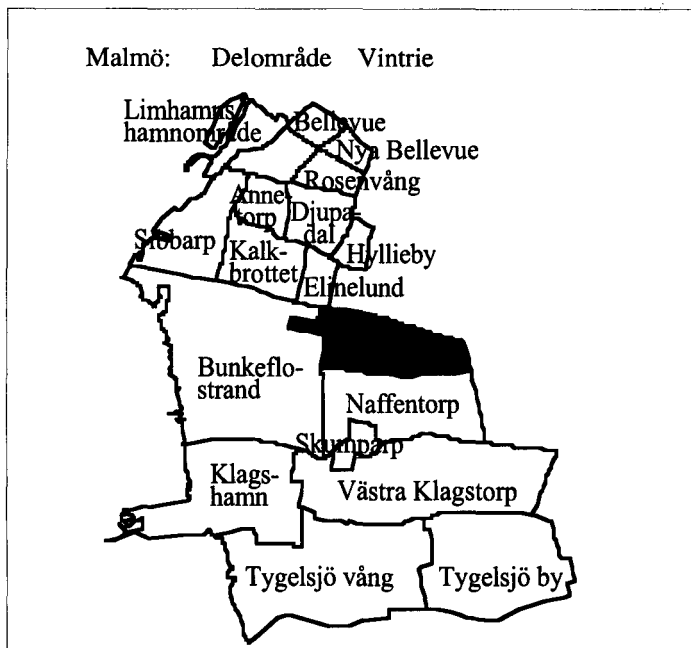 Malmö: Delområde Vintrie
Limhamns
hamnområde
Bellevue
Nya Bellevue
Rosenvång
Anne-
torp
Djupa-
dal
Sibbarp
Kalk-
brottet
Hyllieby
Elinelund
Bunkeflo-
strand
Naffentorp
Skumparp
Klags-
hamn
Västra Klagstorp
Tygelsjö vång
Tygelsjö by